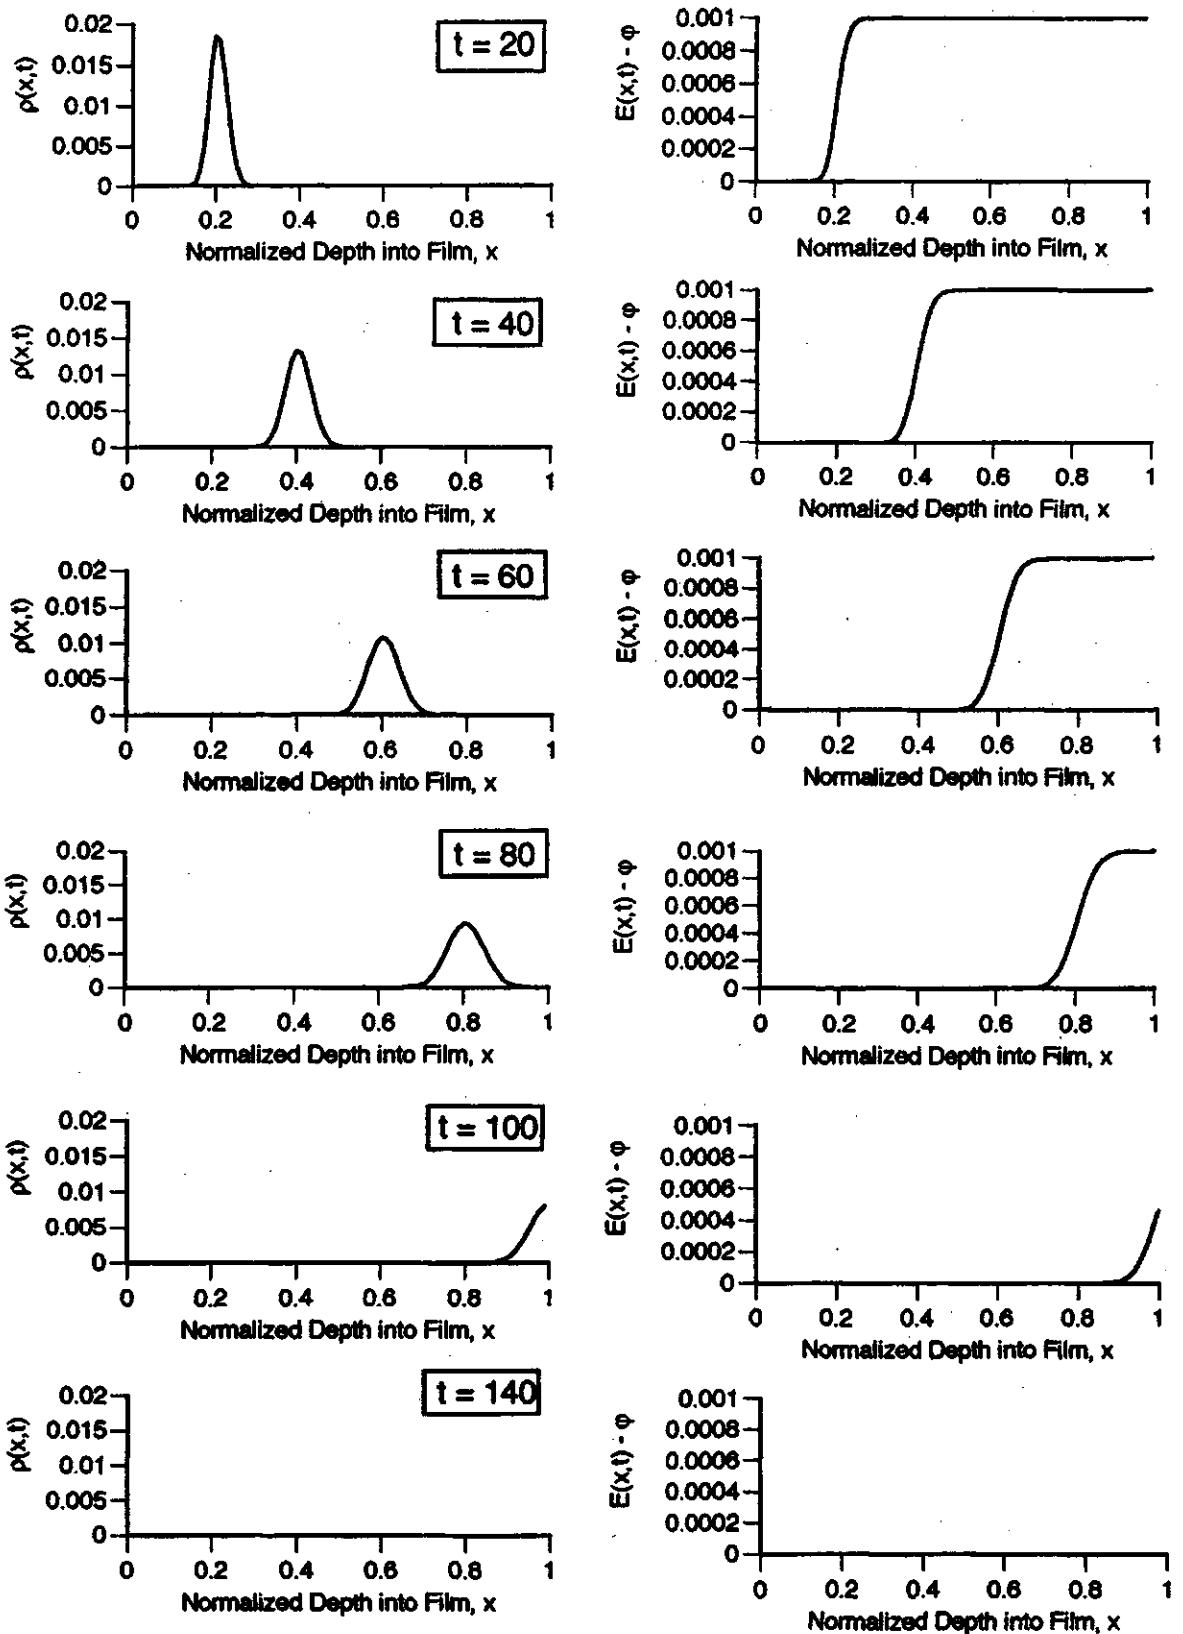 t = 20
ρ(x,t)
0.02
0.015
0.01
0.005
0
0 0.2 0.4 0.6 0.8 1
Normalized Depth into Film, x
E(x,t) - φ
0.001
0.0008
0.0006
0.0004
0.0002
0
0 0.2 0.4 0.6 0.8 1
Normalized Depth into Film, x
t = 40
ρ(x,t)
0.02
0.015
0.01
0.005
0
0 0.2 0.4 0.6 0.8 1
Normalized Depth into Film, x
E(x,t) - φ
0.001
0.0008
0.0006
0.0004
0.0002
0
0 0.2 0.4 0.6 0.8 1
Normalized Depth into Film, x
t = 60
ρ(x,t)
0.02
0.015
0.01
0.005
0
0 0.2 0.4 0.6 0.8 1
Normalized Depth into Film, x
E(x,t) - φ
0.001
0.0008
0.0006
0.0004
0.0002
0
0 0.2 0.4 0.6 0.8 1
Normalized Depth into Film, x
t = 80
ρ(x,t)
0.02
0.015
0.01
0.005
0
0 0.2 0.4 0.6 0.8 1
Normalized Depth into Film, x
E(x,t) - φ
0.001
0.0008
0.0006
0.0004
0.0002
0
0 0.2 0.4 0.6 0.8 1
Normalized Depth into Film, x
t = 100
ρ(x,t)
0.02
0.015
0.01
0.005
0
0 0.2 0.4 0.6 0.8 1
Normalized Depth into Film, x
E(x,t) - φ
0.001
0.0008
0.0006
0.0004
0.0002
0
0 0.2 0.4 0.6 0.8 1
Normalized Depth into Film, x
t = 140
ρ(x,t)
0.02
0.015
0.01
0.005
0
0 0.2 0.4 0.6 0.8 1
Normalized Depth into Film, x
E(x,t) - φ
0.001
0.0008
0.0006
0.0004
0.0002
0
0 0.2 0.4 0.6 0.8 1
Normalized Depth into Film, x